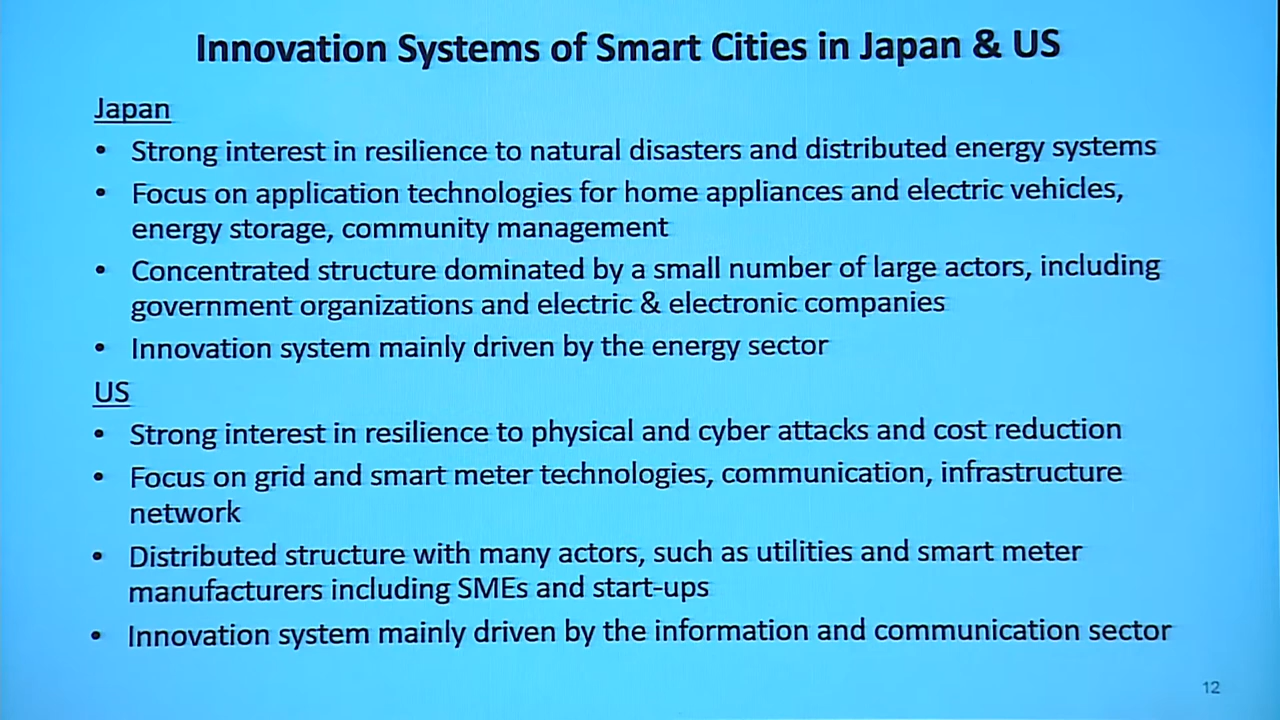 Innovation Systems of Smart Cities in Japan & US
Japan
• Strong interest in resilience to natural disasters and distributed energy systems
• Focus on application technologies for home appliances and electric vehicles,
energy storage, community management
• Concentrated structure dominated by a small number of large actors, including
government organizations and electric & electronic companies
• Innovation system mainly driven by the energy sector
US
• Strong interest in resilience to physical and cyber attacks and cost reduction
• Focus on grid and smart meter technologies, communication, infrastructure
network
• Distributed structure with many actors, such as utilities and smart meter
manufacturers including SMEs and start-ups
• Innovation system mainly driven by the information and communication sector
12